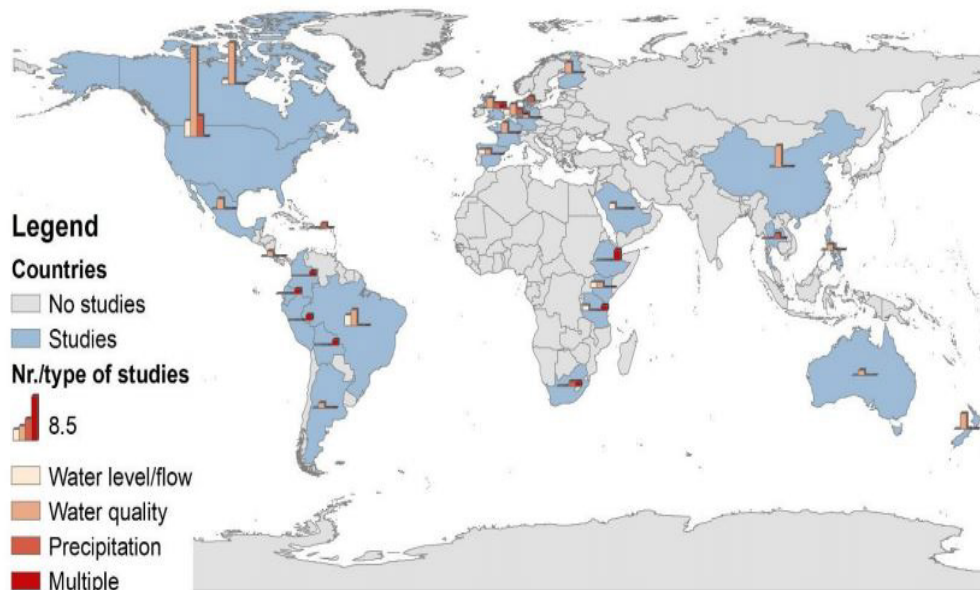 Legend
Countries
No studies
Studies
Nr./type of studies
8.5
Water level/flow
Water quality
Precipitation
Multiple